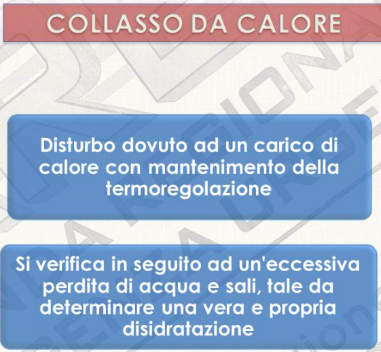 COLLASSO DA CALORE
Disturbo dovuto ad un carico di
calore con mantenimento della
termoregolazione
Si verifica in seguito ad un'eccessiva
perdita di acqua e sali, tale da
determinare una vera e propria
disidratazione